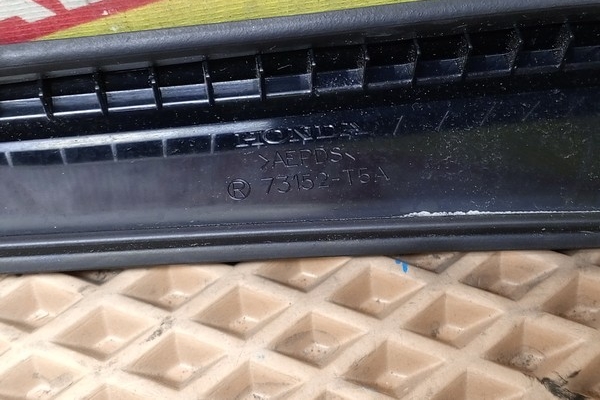 HONDA
>AEPDS<
Ⓡ 73152-T5A